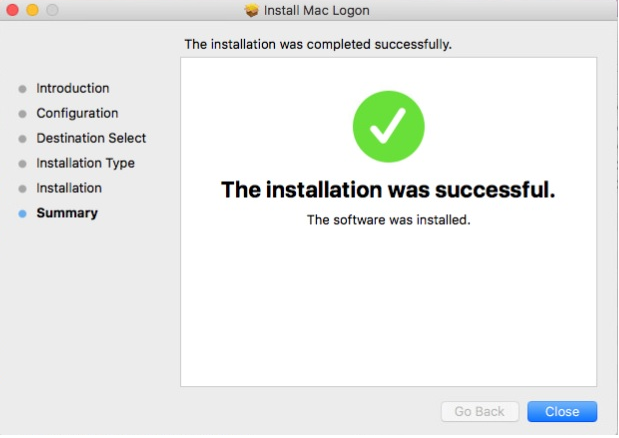 Install Mac Logon
The installation was completed successfully.
Introduction
Configuration
Destination Select
Installation Type
Installation
Summary
The installation was successful.
The software was installed.
Go Back
Close